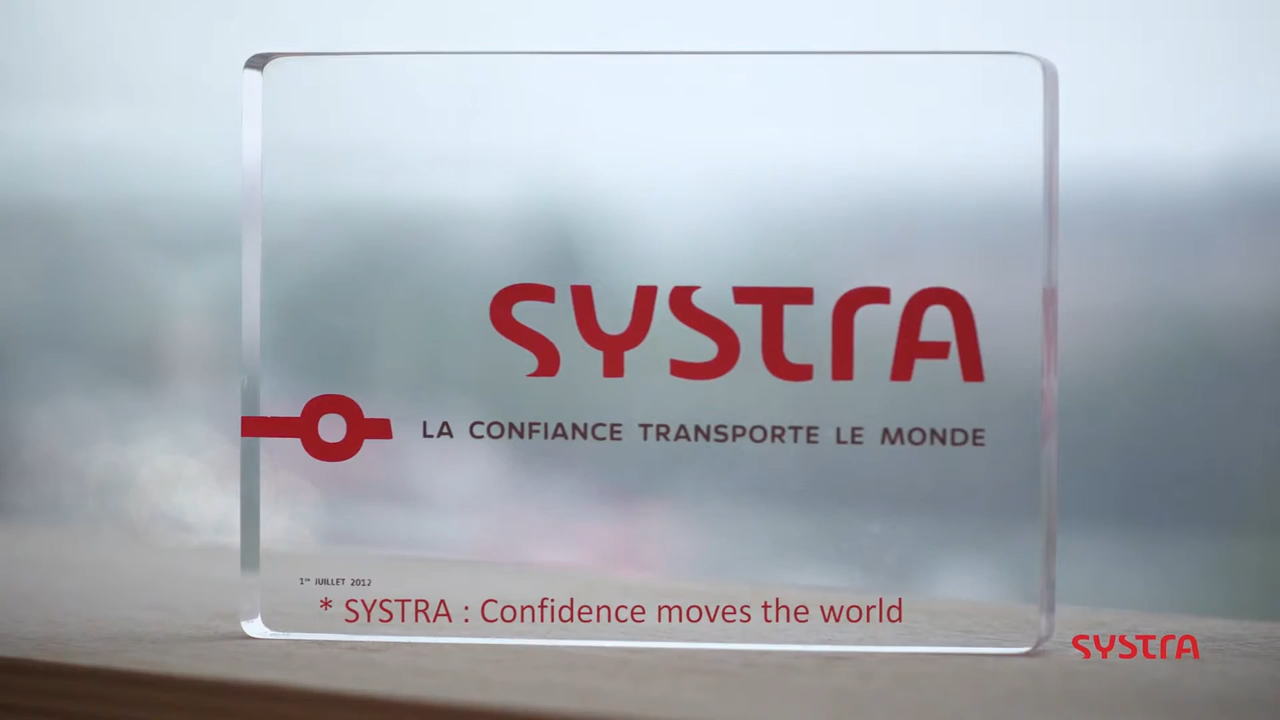 SYSTRA
LA CONFIANCE TRANSPORTE LE MONDE
1er JUILLET 2012
* SYSTRA : Confidence moves the world
SYSTRA